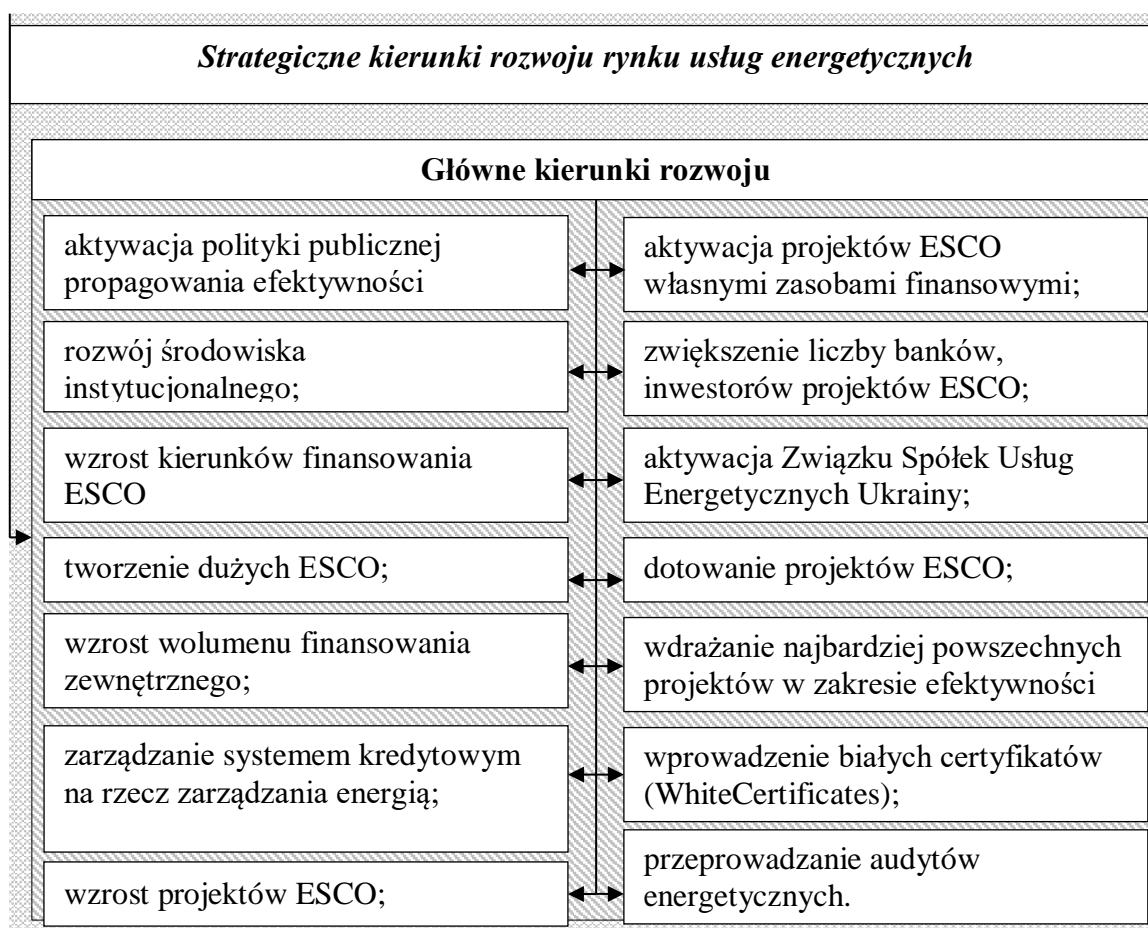 Strategiczne kierunki rozwoju rynku usług energetycznych
Główne kierunki rozwoju
aktywacja polityki publicznej
propagowania efektywności
aktywacja projektów ESCO
własnymi zasobami finansowymi;
rozwój środowiska
instytucjonalnego;
zwiększenie liczby banków,
inwestorów projektów ESCO;
wzrost kierunków finansowania
ESCO
aktywacja Związku Spółek Usług
Energetycznych Ukrainy;
tworzenie dużych ESCO;
dotowanie projektów ESCO;
wzrost wolumenu finansowania
zewnętrznego;
wdrażanie najbardziej powszechnych
projektów w zakresie efektywności
zarządzanie systemem kredytowym
na rzecz zarządzania energią;
wprowadzenie białych certyfikatów
(WhiteCertificates);
wzrost projektów ESCO;
przeprowadzanie audytów
energetycznych.